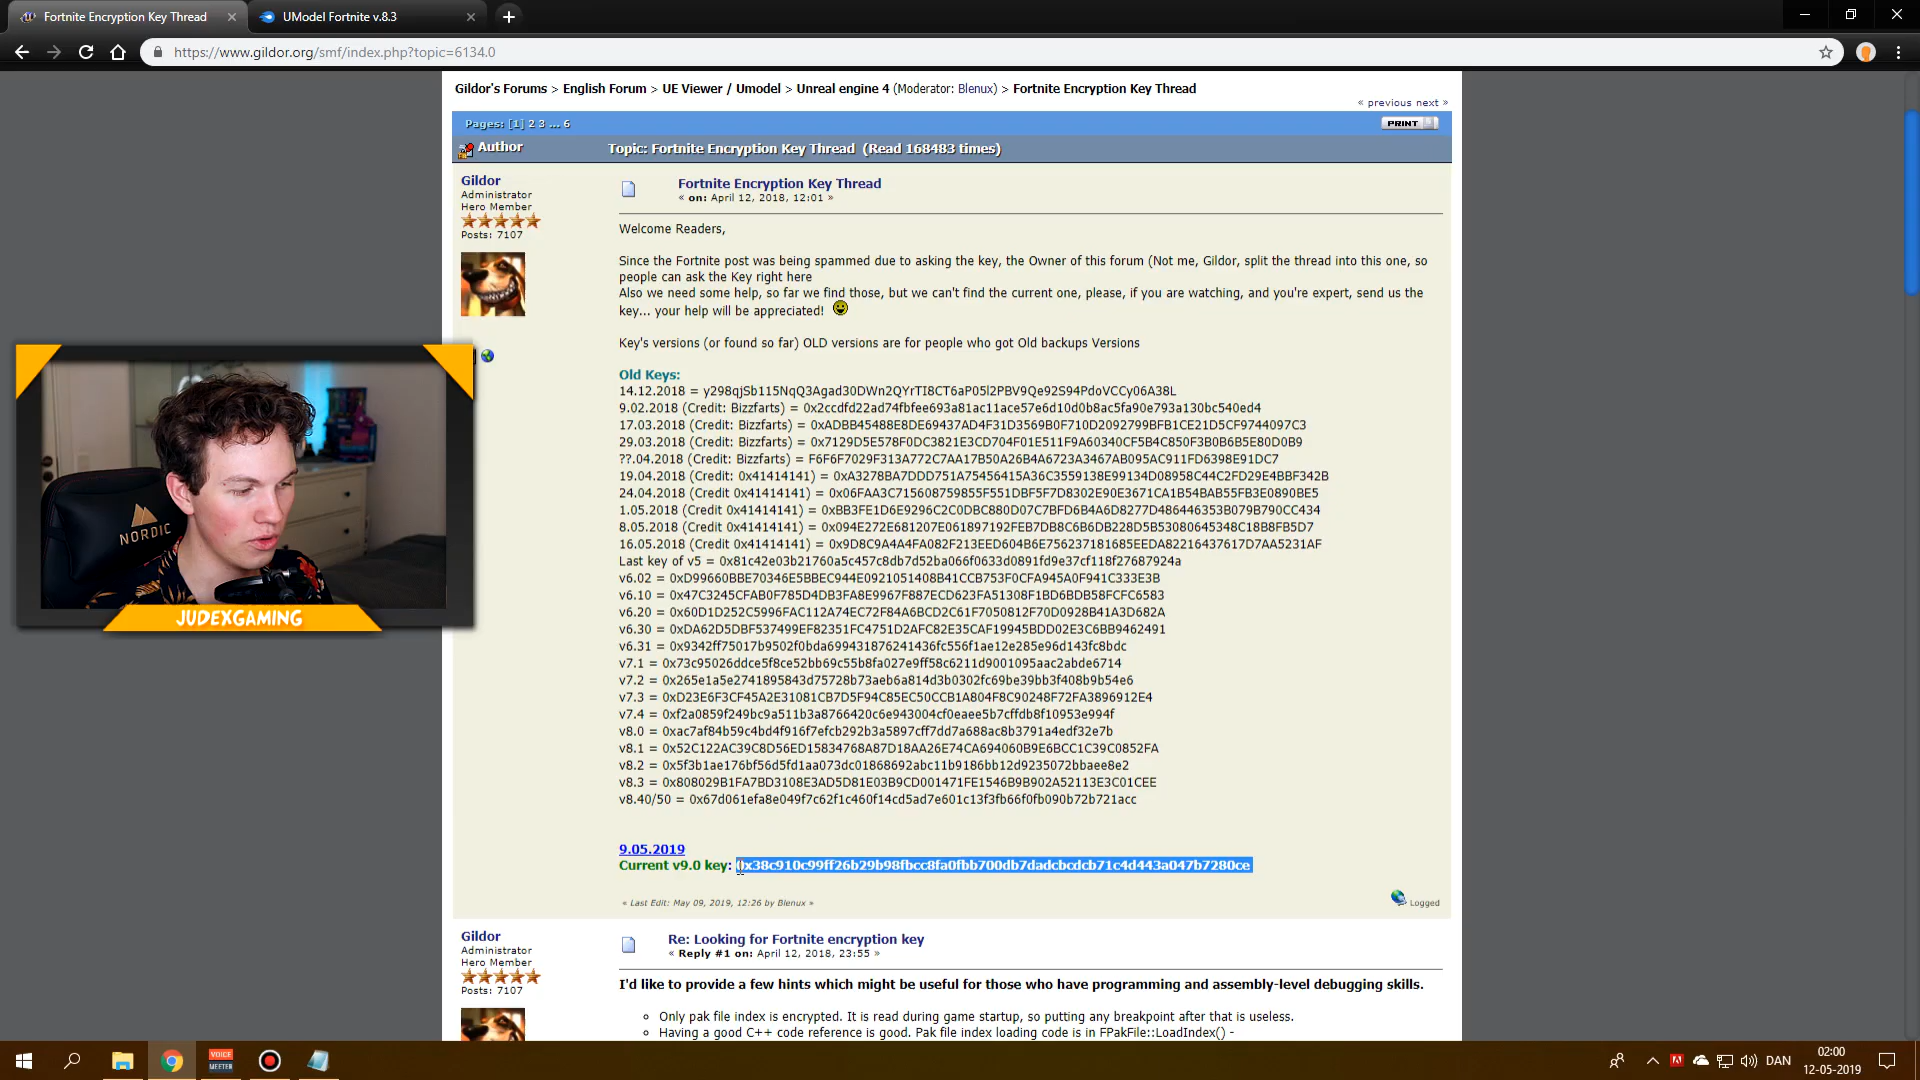 Fortnite Encryption Key Thread
UModel Fortnite v.8.3
https://www.gildor.org/smf/index.php?topic=6134.0
Gildor's Forums > English Forum > UE Viewer / Umodel > Unreal engine 4 (Moderator: Blenux) > Fortnite Encryption Key Thread
« previous next »
Pages: [1] 2 3 ... 6
PRINT
Author
Topic: Fortnite Encryption Key Thread (Read 168483 times)
Gildor
Administrator
Hero Member
Posts: 7107
Fortnite Encryption Key Thread
« on: April 12, 2018, 12:01 »
Welcome Readers,
Since the Fortnite post was being spammed due to asking the key, the Owner of this forum (Not me, Gildor, split the thread into this one, so
people can ask the Key right here
Also we need some help, so far we find those, but we can't find the current one, please, if you are watching, and you're expert, send us the
key... your help will be appreciated!
Key's versions (or found so far) OLD versions are for people who got Old backups Versions
Old Keys:
14.12.2018 = y298qjSb115NqQ3Agad30DWn2QYrTI8CT6aP05l2PBV9Qe92S94PdoVCCy06A38L
9.02.2018 (Credit: Bizzfarts) = 0x2ccdfd22ad74fbfee693a81ac11ace57e6d10d0b8ac5fa90e793a130bc540ed4
17.03.2018 (Credit: Bizzfarts) = 0xADBB45488E8DE69437AD4F31D3569B0F710D2092799BFB1CE21D5CF9744097C3
29.03.2018 (Credit: Bizzfarts) = 0x7129D5E578F0DC3821E3CD704F01E511F9A60340CF5B4C850F3B0B6B5E80D0B9
??.04.2018 (Credit: Bizzfarts) = F6F6F7029F313A772C7AA17B50A26B4A6723A3467AB095AC911FD6398E91DC7
19.04.2018 (Credit 0x41414141) = 0xA3278BA7DDD751A75456415A36C3559138E99134D08958C44C2FD29E4BBF342B
24.04.2018 (Credit 0x41414141) = 0x06FAA3C715608759855F551DBF5F7D8302E90E3671CA1B54BAB55FB3E0890BE5
1.05.2018 (Credit 0x41414141) = 0xBB3FE1D6E9296C2C0DBC880D07C7BFD6B4A6D8277D486446353B079B790CC434
8.05.2018 (Credit 0x41414141) = 0x094E272E681207E061897192FEB7DB8C6B6DB228D5B53080645348C18B8FB5D7
16.05.2018 (Credit 0x41414141) = 0x9D8C9A4A4FA082F213EED604B6E756237181685EEDA82216437617D7AA5231AF
Last key of v5 = 0x81c42e03b21760a5c457c8db7d52ba066f0633d0891fd9e37cf118f27687924a
v6.02 = 0xD99660BBE70346E5BBEC944E0921051408B41CCB753F0CFA945A0F941C333E3B
v6.10 = 0x47C3245CFAB0F785D4DB3FA8E9967F887ECD623FA51308F1BD6BDB58FCFC6583
v6.20 = 0x60D1D252C5996FAC112A74EC72F84A6BCD2C61F7050812F70D0928B41A3D682A
v6.30 = 0xDA62D5DBF537499EF82351FC4751D2AFC82E35CAF19945BDD02E3C6BB9462491
v6.31 = 0x9342ff75017b9502f0bda699431876241436fc556f1ae12e285e96d143fc8bdc
v7.1 = 0x73c95026ddce5f8ce52bb69c55b8fa027e9ff58c6211d9001095aac2abde6714
v7.2 = 0x265e1a5e2741895843d75728b73aeb6a814d3b0302fc69be39bb3f408b9b54e6
v7.3 = 0xD23E6F3CF45A2E31081CB7D5F94C85EC50CCB1A804F8C90248F72FA3896912E4
v7.4 = 0xf2a0859f249bc9a511b3a8766420c6e943004cf0eaee5b7cffdb8f10953e994f
v8.0 = 0xac7af84b59c4bd4f916f7efcb292b3a5897cff7dd7a688ac8b3791a4edf32e7b
v8.1 = 0x52C122AC39C8D56ED15834768A87D18AA26E74CA694060B9E6BCC1C39C0852FA
v8.2 = 0x5f3b1ae176bf56d5fd1aa073dc01868692abc11b9186bb12d9235072bbaee8e2
v8.3 = 0x808029B1FA7BD3108E3AD5D81E03B9CD001471FE1546B9B902A52113E3C01CEE
v8.40/50 = 0x67d061efa8e049f7c62f1c460f14cd5ad7e601c13f3fb66f0fb090b72b721acc
9.05.2019
Current v9.0 key: 0x38c910c99ff26b29b98fbcc8fa0fbb700db7dadcbcdcb71c4d443a047b7280ce
« Last Edit: May 09, 2019, 12:26 by Blenux »
Logged
Gildor
Administrator
Hero Member
Posts: 7107
Re: Looking for Fortnite encryption key
« Reply #1 on: April 12, 2018, 23:55 »
I'd like to provide a few hints which might be useful for those who have programming and assembly-level debugging skills.
Only pak file index is encrypted. It is read during game startup, so putting any breakpoint after that is useless.
Having a good C++ code reference is good. Pak file index loading code is in FPakFile::LoadIndex() -
NORDIC
JUDEXGAMING
VOICE
MEETER
DAN
02:00
12-05-2019